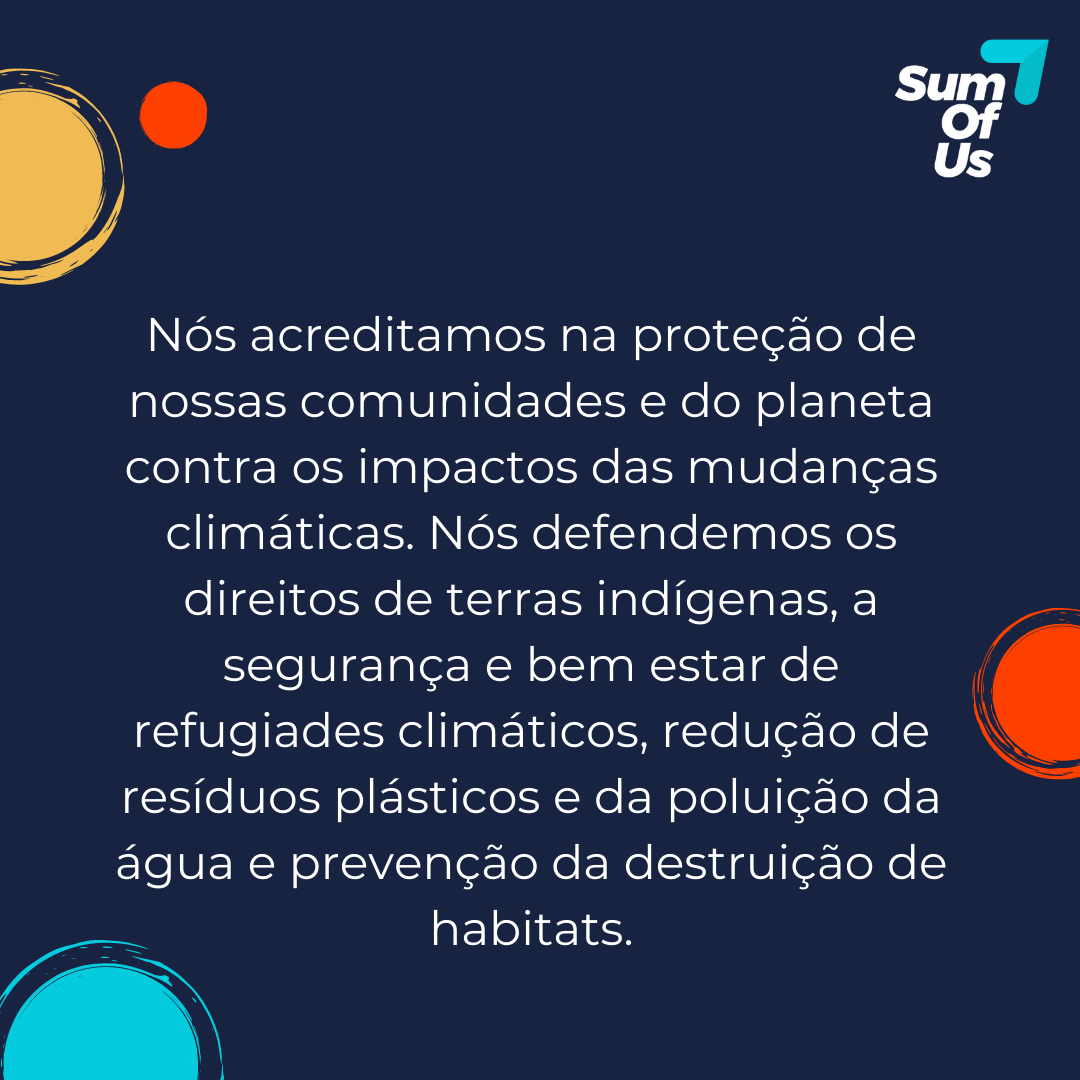 Sum
Of
Us
Nós acreditamos na proteção de
nossas comunidades e do planeta
contra os impactos das mudanças
climáticas. Nós defendemos os
direitos de terras indígenas, a
segurança e bem estar de
refugiades climáticos, redução de
resíduos plásticos e da poluição da
água e prevenção da destruição de
habitats.